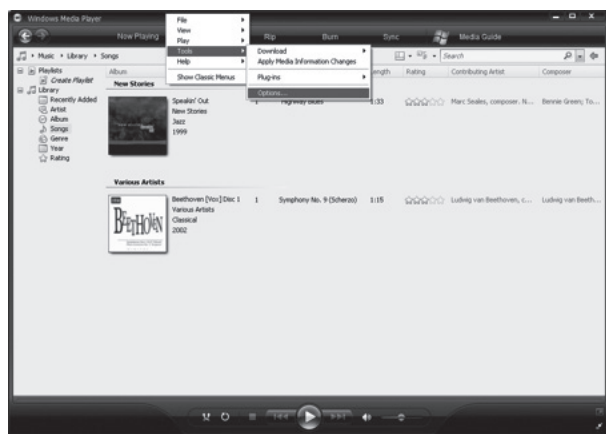 Windows Media Player
Now Playing Rip Burn Sync Media Guide
File
View
Play
Tools
Help
Show Classic Menus
Download
Apply Media Information Changes
Plug-ins
Options...
Music Library Songs
Search
Playlists
Create Playlist
Library
Recently Added
Artist
Album
Songs
Genre
Year
Rating
Album ength Rating Contributing Artist Composer
New Stories
Speakin' Out 1 Highway Blues 1:33 Marc Seales, composer. N... Bennie Green; To...
New Stories
Jazz
1999
Various Artists
Beethoven [Vox] Disc 1 1 Symphony No. 9 (Scherzo) 1:15 Ludwig van Beethoven, c... Ludwig van Beeth...
Various Artists
Classical
2002
BEETHOVEN